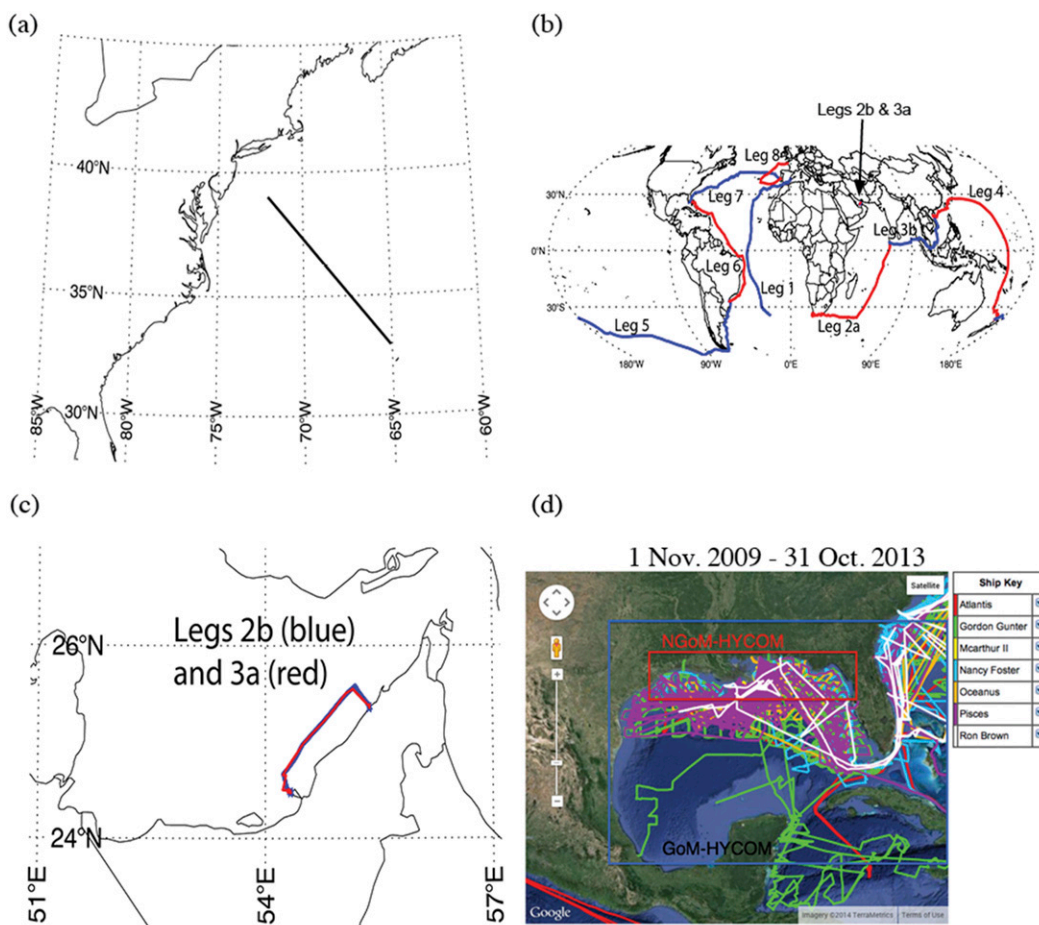 (a)
40°N
35°N
30°N
85°W
80°W
75°W
70°W
65°W
60°W
(b)
Legs 2b & 3a
Leg 8
Leg 7
Leg 4
Leg 3b
Leg 6
Leg 1
Leg 2a
Leg 5
30°N
0°N
30°S
180°W
90°W
0°E
90°E
180°E
(c)
Legs 2b (blue)
and 3a (red)
26°N
24°N
51°E
54°E
57°E
(d)
1 Nov. 2009 - 31 Oct. 2013
Satellite
NGoM-HYCOM
GoM-HYCOM
Google
Imagery ©2014 TerraMetrics
Terms of Use
Ship Key
Atlantis
Gordon Gunter
Mcarthur II
Nancy Foster
Oceanus
Pisces
Ron Brown